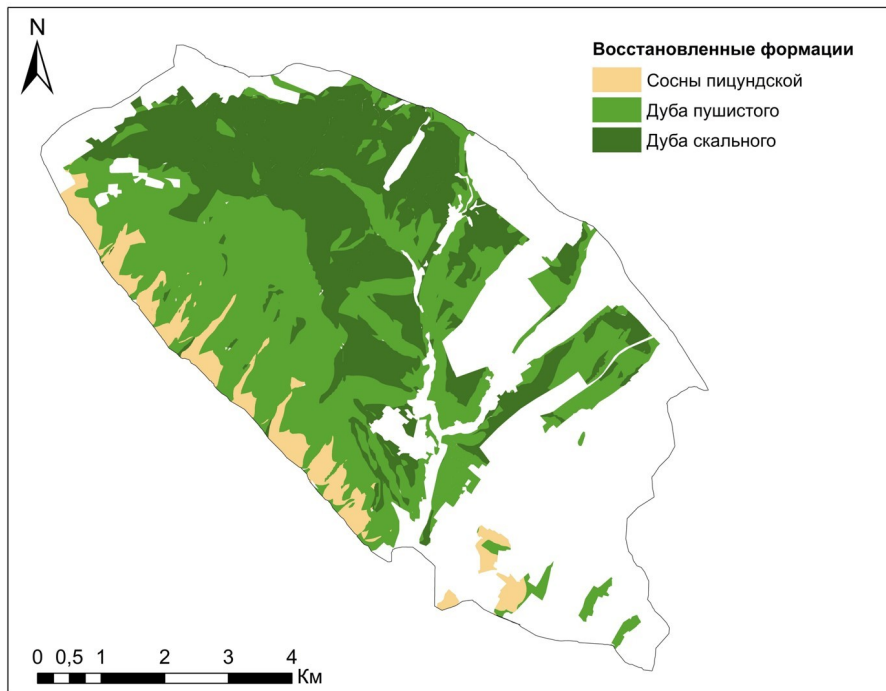 N
Восстановленные формации
Сосны пицундской
Дуба пушистого
Дуба скального
0 0,5 1 2 3 4
Км